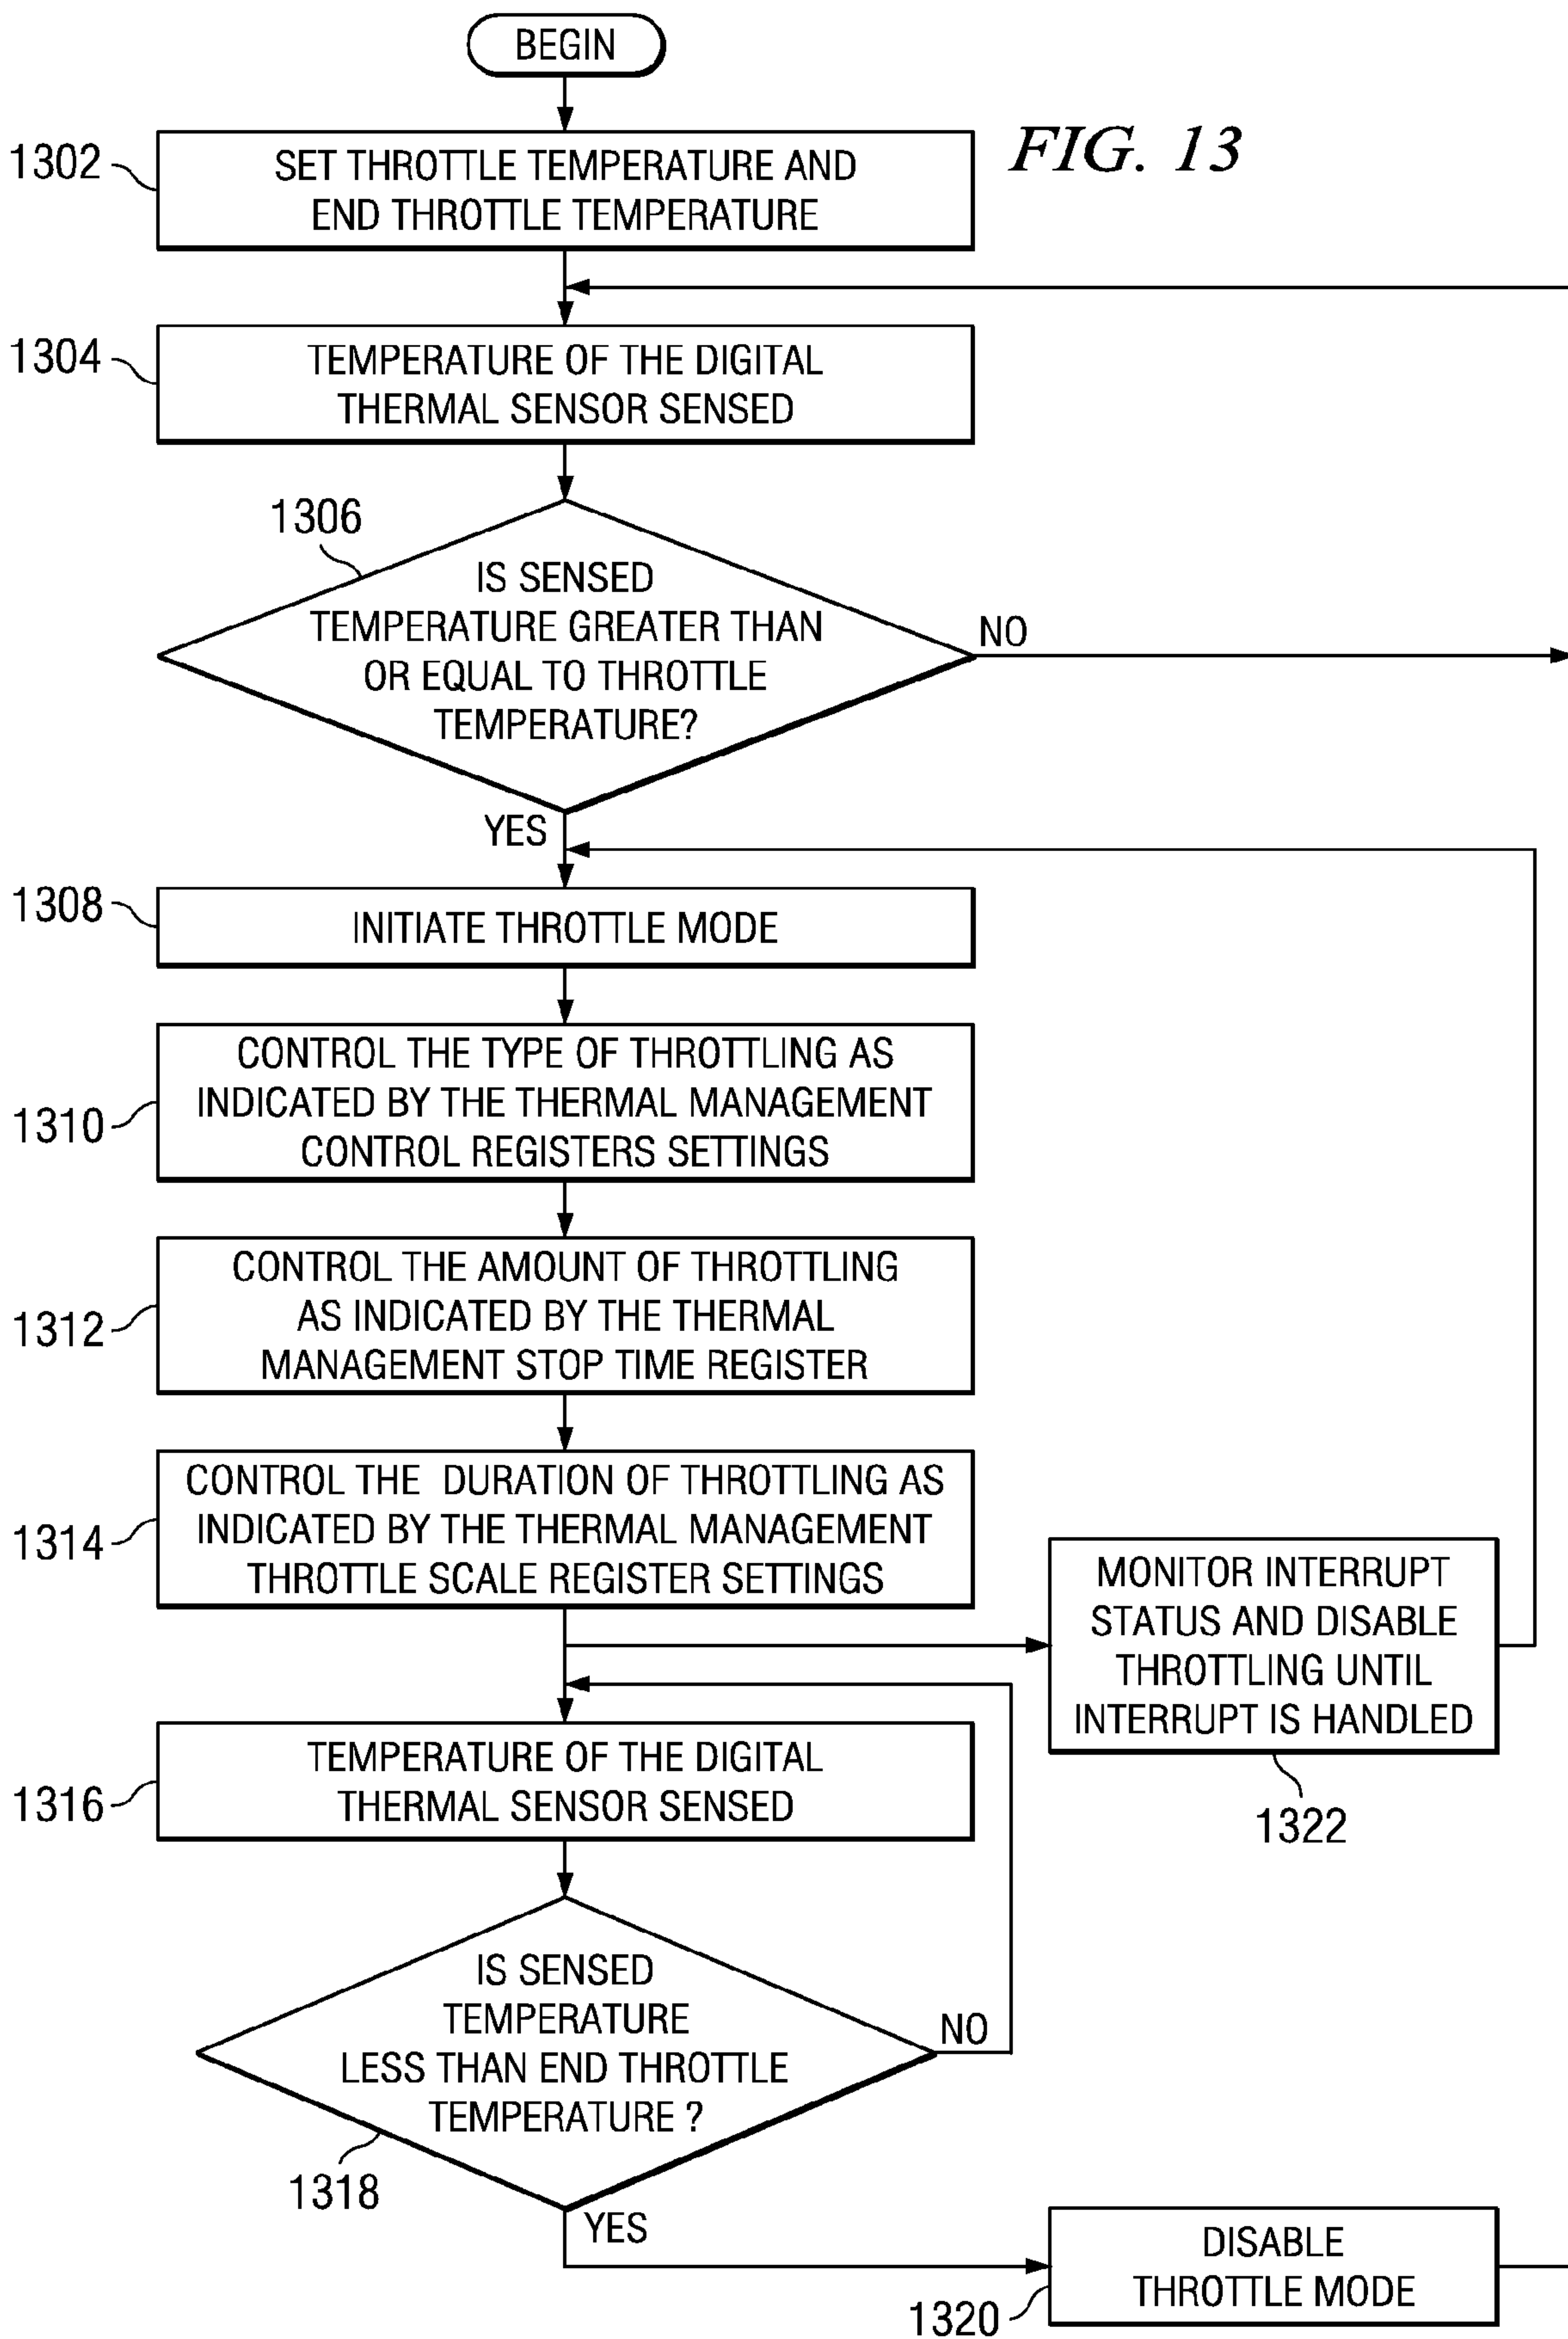 BEGIN
FIG. 13
1302
SET THROTTLE TEMPERATURE AND
END THROTTLE TEMPERATURE
1304
TEMPERATURE OF THE DIGITAL
THERMAL SENSOR SENSED
1306
IS SENSED
TEMPERATURE GREATER THAN
OR EQUAL TO THROTTLE
TEMPERATURE?
NO
YES
1308
INITIATE THROTTLE MODE
1310
CONTROL THE TYPE OF THROTTLING AS
INDICATED BY THE THERMAL MANAGEMENT
CONTROL REGISTERS SETTINGS
1312
CONTROL THE AMOUNT OF THROTTLING
AS INDICATED BY THE THERMAL
MANAGEMENT STOP TIME REGISTER
1314
CONTROL THE DURATION OF THROTTLING AS
INDICATED BY THE THERMAL MANAGEMENT
THROTTLE SCALE REGISTER SETTINGS
MONITOR INTERRUPT
STATUS AND DISABLE
THROTTLING UNTIL
INTERRUPT IS HANDLED
1322
1316
TEMPERATURE OF THE DIGITAL
THERMAL SENSOR SENSED
IS SENSED
TEMPERATURE
LESS THAN END THROTTLE
TEMPERATURE ?
NO
1318
YES
DISABLE
THROTTLE MODE
1320